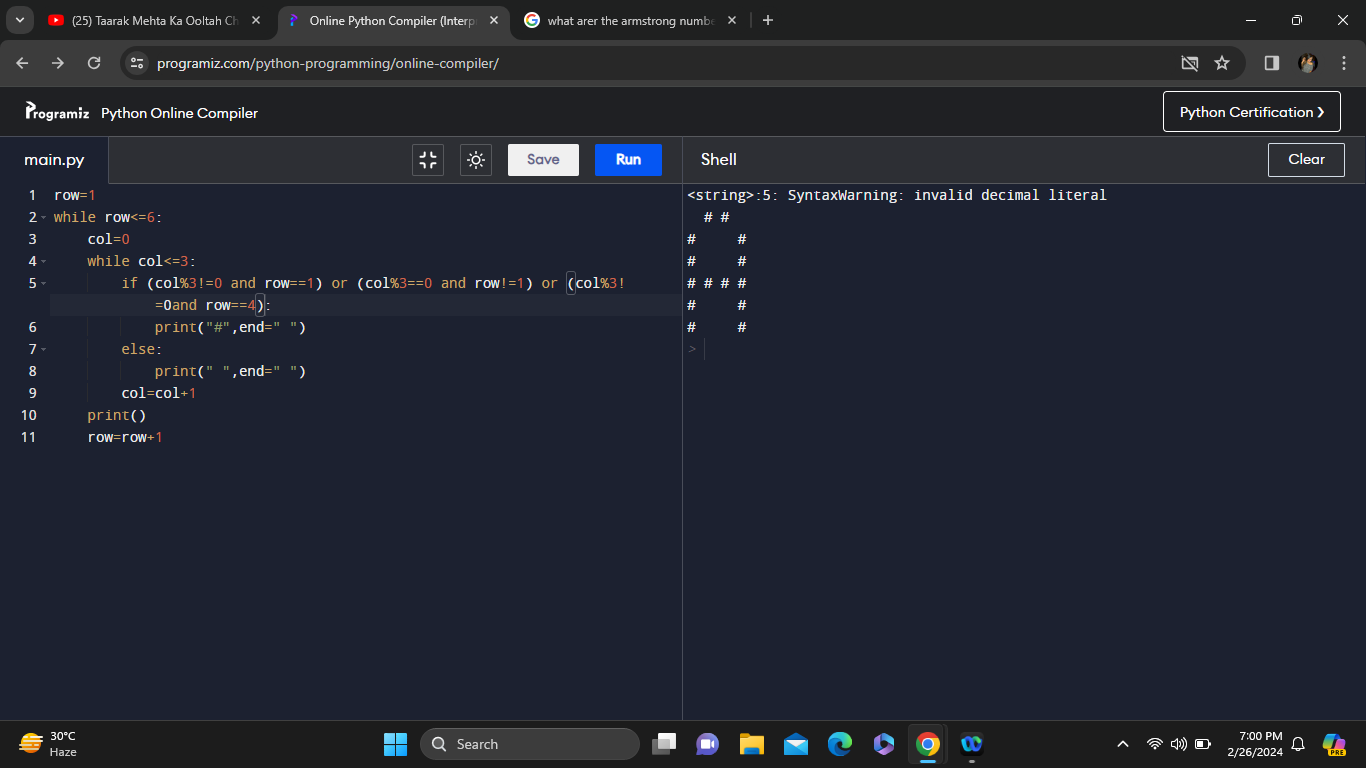 (25) Taarak Mehta Ka Ooltah Ch
Online Python Compiler (Interp
what arer the armstrong numbe
programiz.com/python-programming/online-compiler/
Programiz Python Online Compiler
Python Certification ❯
main.py
Save
Run
Shell
Clear
1 row=1
2 while row<=6:
3     col=0
4     while col<=3:
5         if (col%3!=0 and row==1) or (col%3==0 and row!=1) or (col%3!
=0and row==4):
6             print("#",end=" ")
7         else:
8             print(" ",end=" ")
9         col=col+1
10     print()
11     row=row+1
<string>:5: SyntaxWarning: invalid decimal literal
  # #
#     #
#     #
# # # #
#     #
#     #
>
30°C
Haze
Search
7:00 PM
2/26/2024
PRE